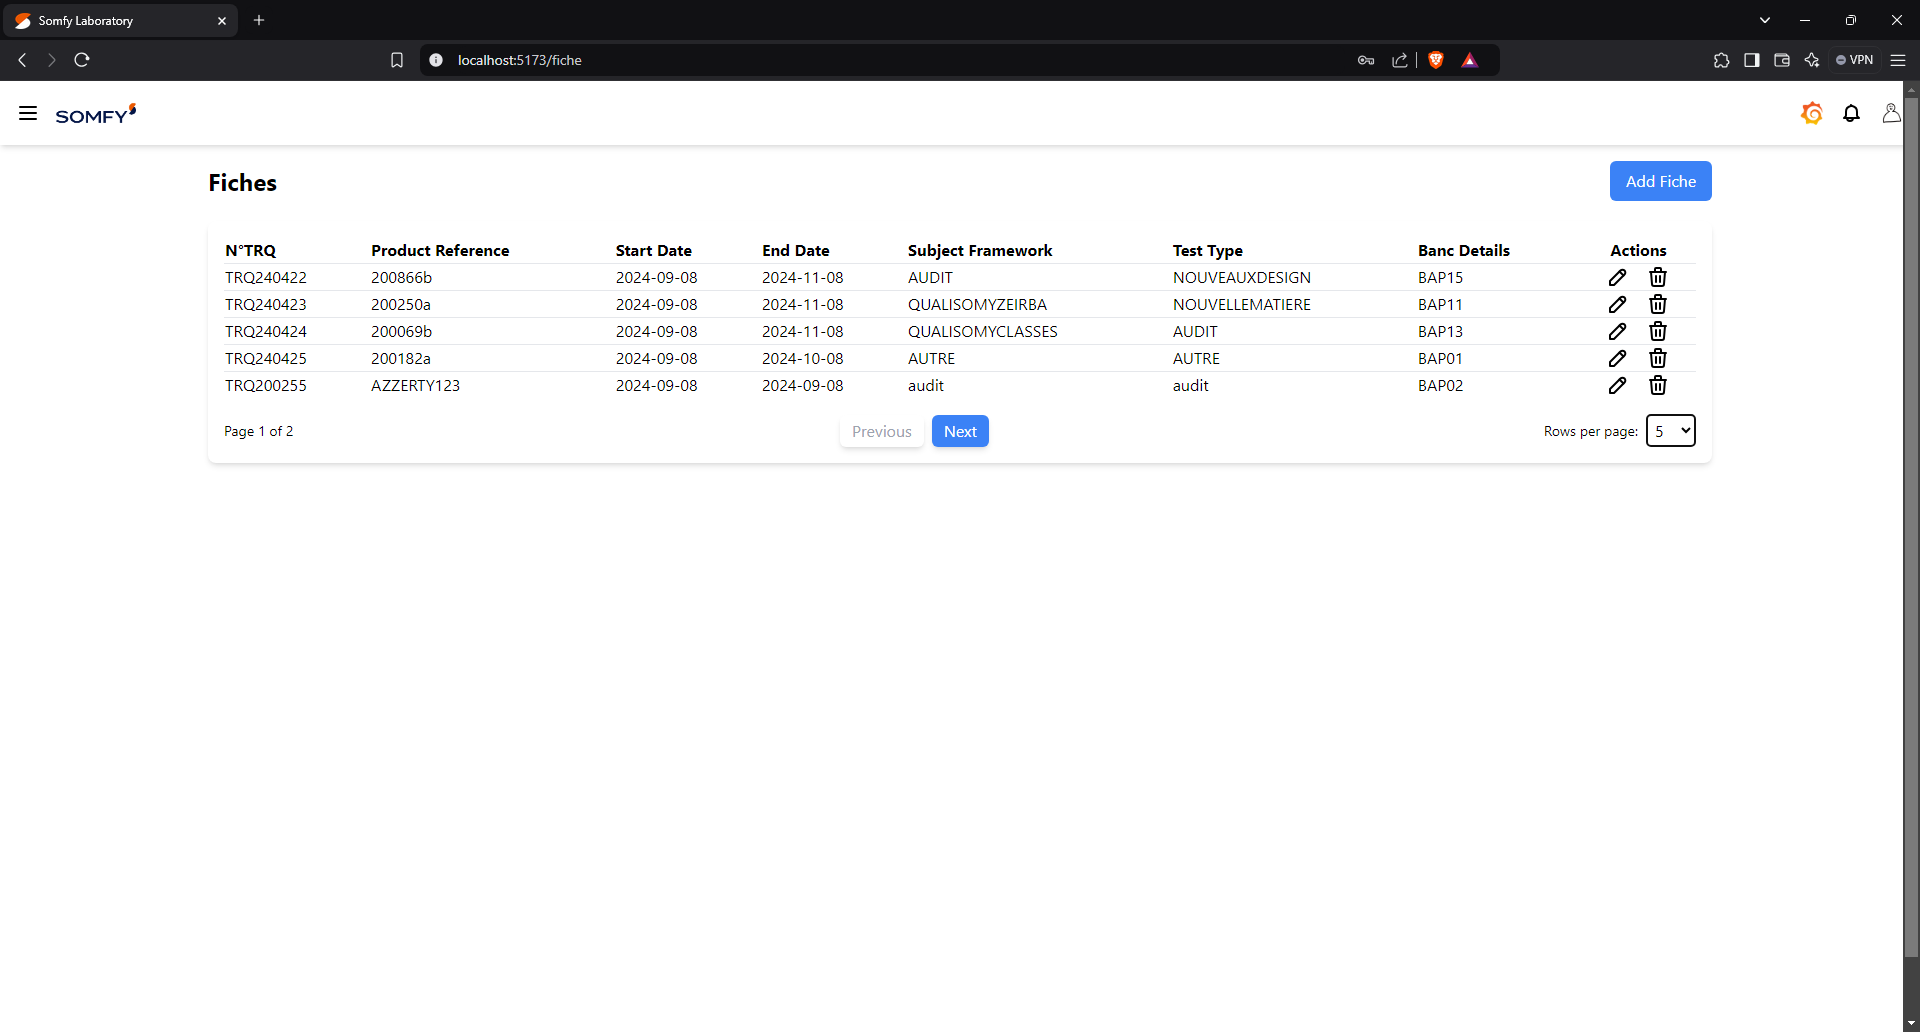 Somfy Laboratory
localhost:5173/fiche
VPN
SOMFY
Fiches
Add Fiche
N°TRQ Product Reference Start Date End Date Subject Framework Test Type Banc Details Actions
TRQ240422 200866b 2024-09-08 2024-11-08 AUDIT NOUVEAUXDESIGN BAP15
TRQ240423 200250a 2024-09-08 2024-11-08 QUALISOMYZEIRBA NOUVELLEMATIERE BAP11
TRQ240424 200069b 2024-09-08 2024-11-08 QUALISOMYCLASSES AUDIT BAP13
TRQ240425 200182a 2024-09-08 2024-10-08 AUTRE AUTRE BAP01
TRQ200255 AZZERTY123 2024-09-08 2024-09-08 audit audit BAP02
Page 1 of 2 Previous Next Rows per page: 5